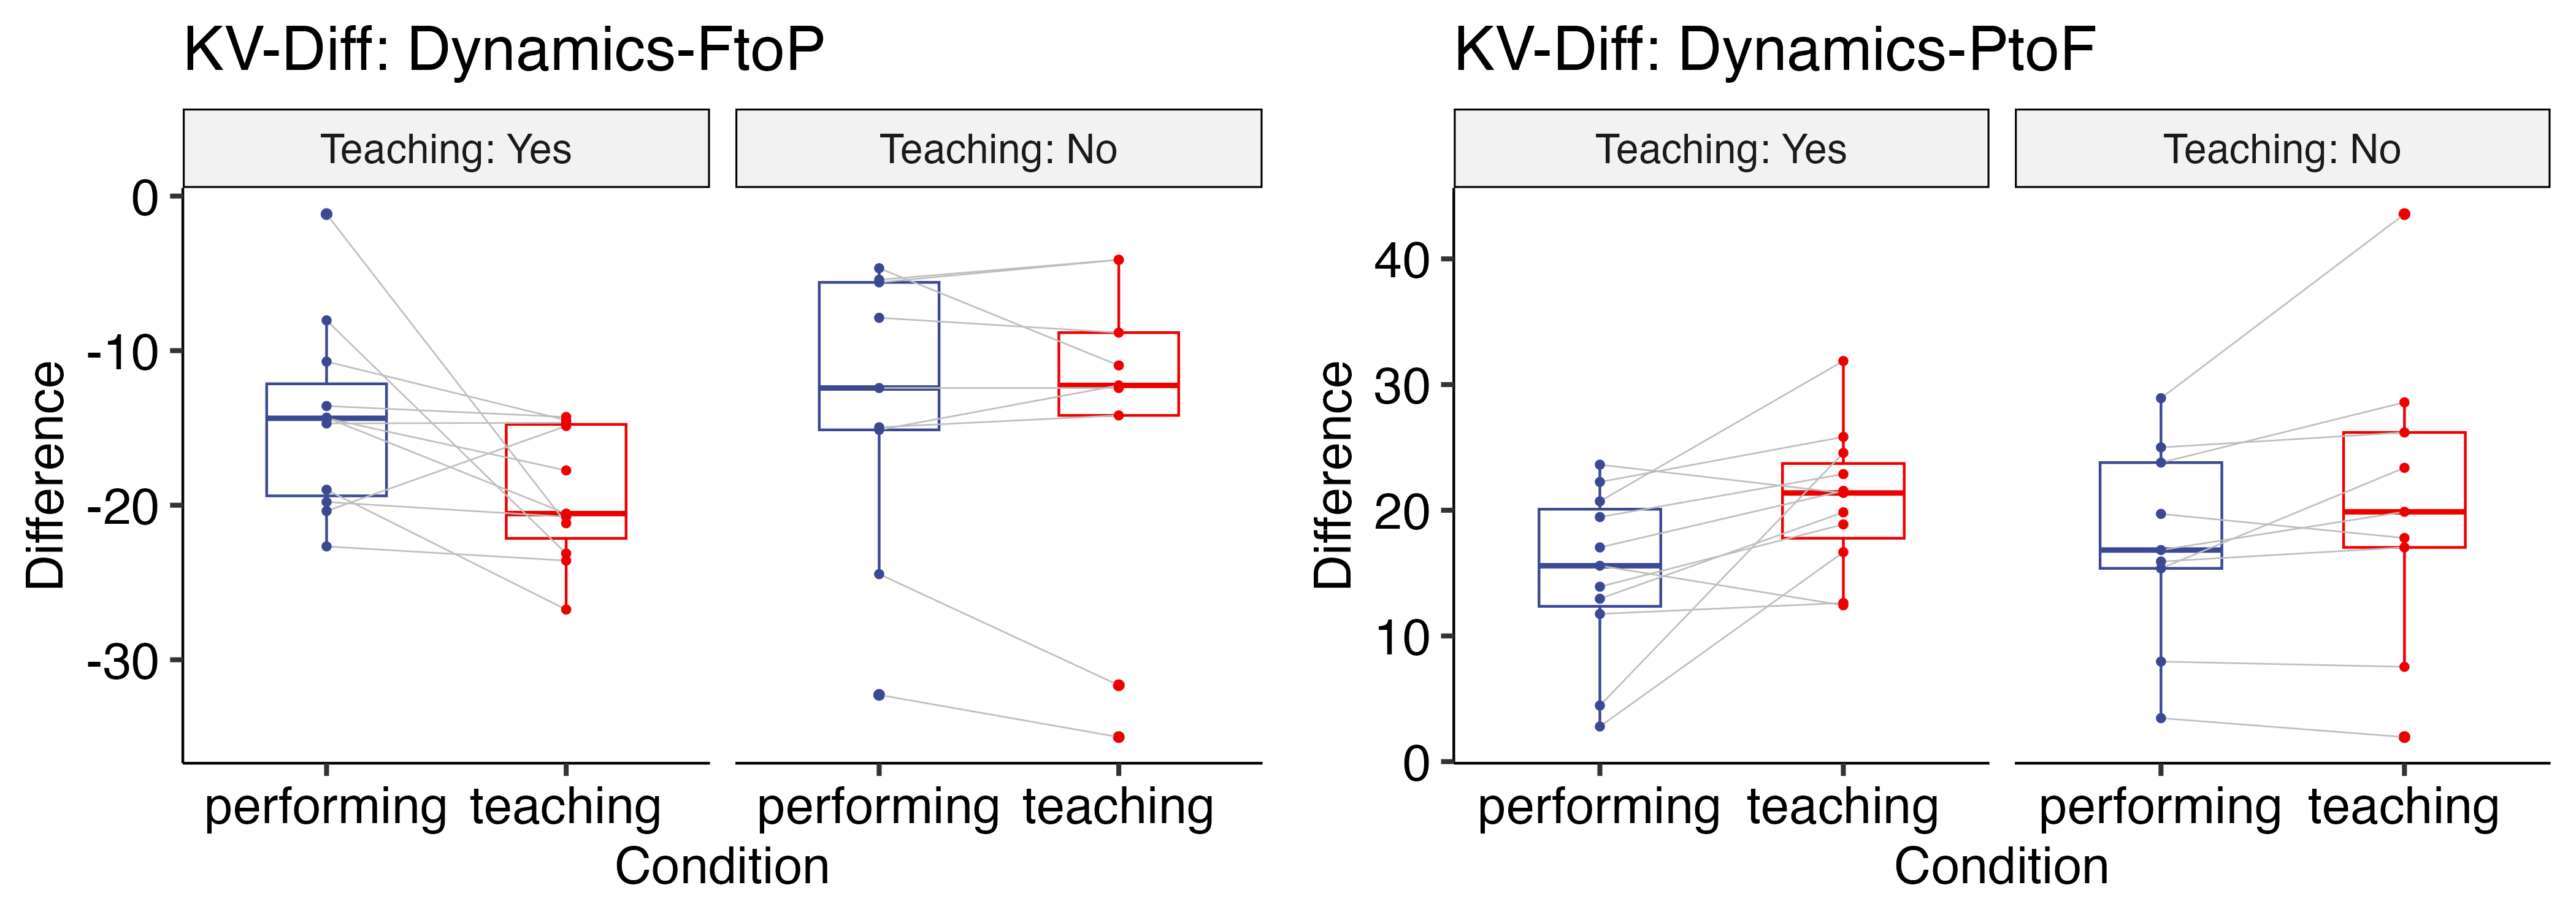 KV-Diff: Dynamics-FtoP
Teaching: Yes
Teaching: No
Difference
0
-10
-20
-30
performing
teaching
performing
teaching
Condition
KV-Diff: Dynamics-PtoF
Teaching: Yes
Teaching: No
Difference
40
30
20
10
0
performing
teaching
performing
teaching
Condition